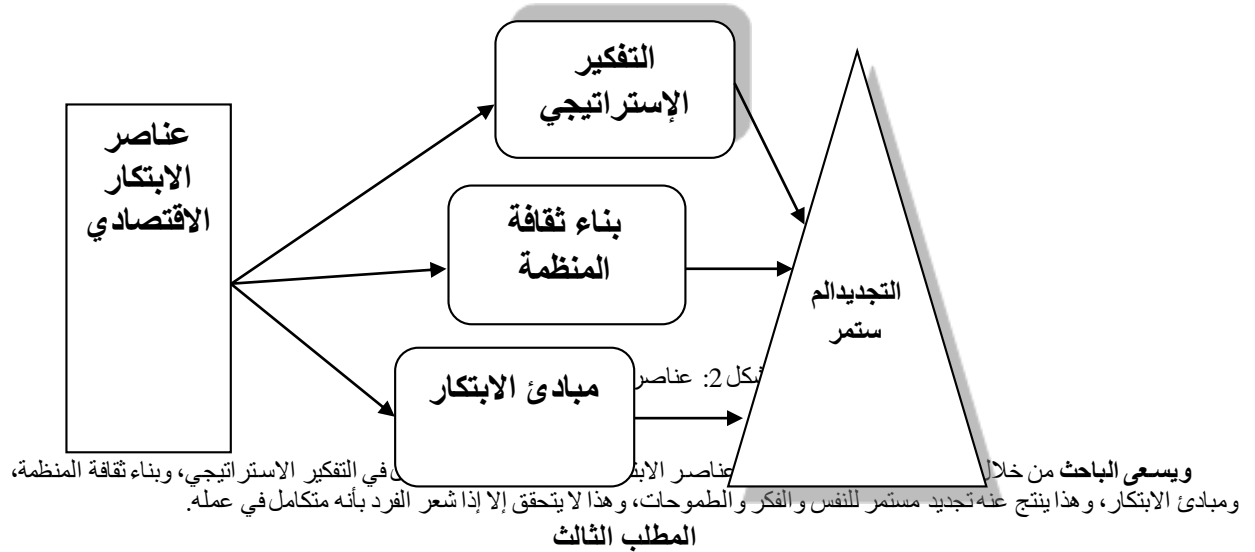 التفكير
الإستراتيجي
عناصر
الابتكار
الاقتصادي
بناء ثقافة
المنظمة
التجديدالم
ستمر
مبادئ الابتكار
شكل 2: عناصر
ويسعى الباحث من خلال عناصر في التفكير الاستراتيجي، وبناء ثقافة المنظمة،
ومبادئ الابتكار، وهذا ينتج عنه تجديد مستمر للنفس والفكر والطموحات، وهذا لا يتحقق إلا إذا شعر الفرد بأنه متكامل في عمله.
المطلب الثالث